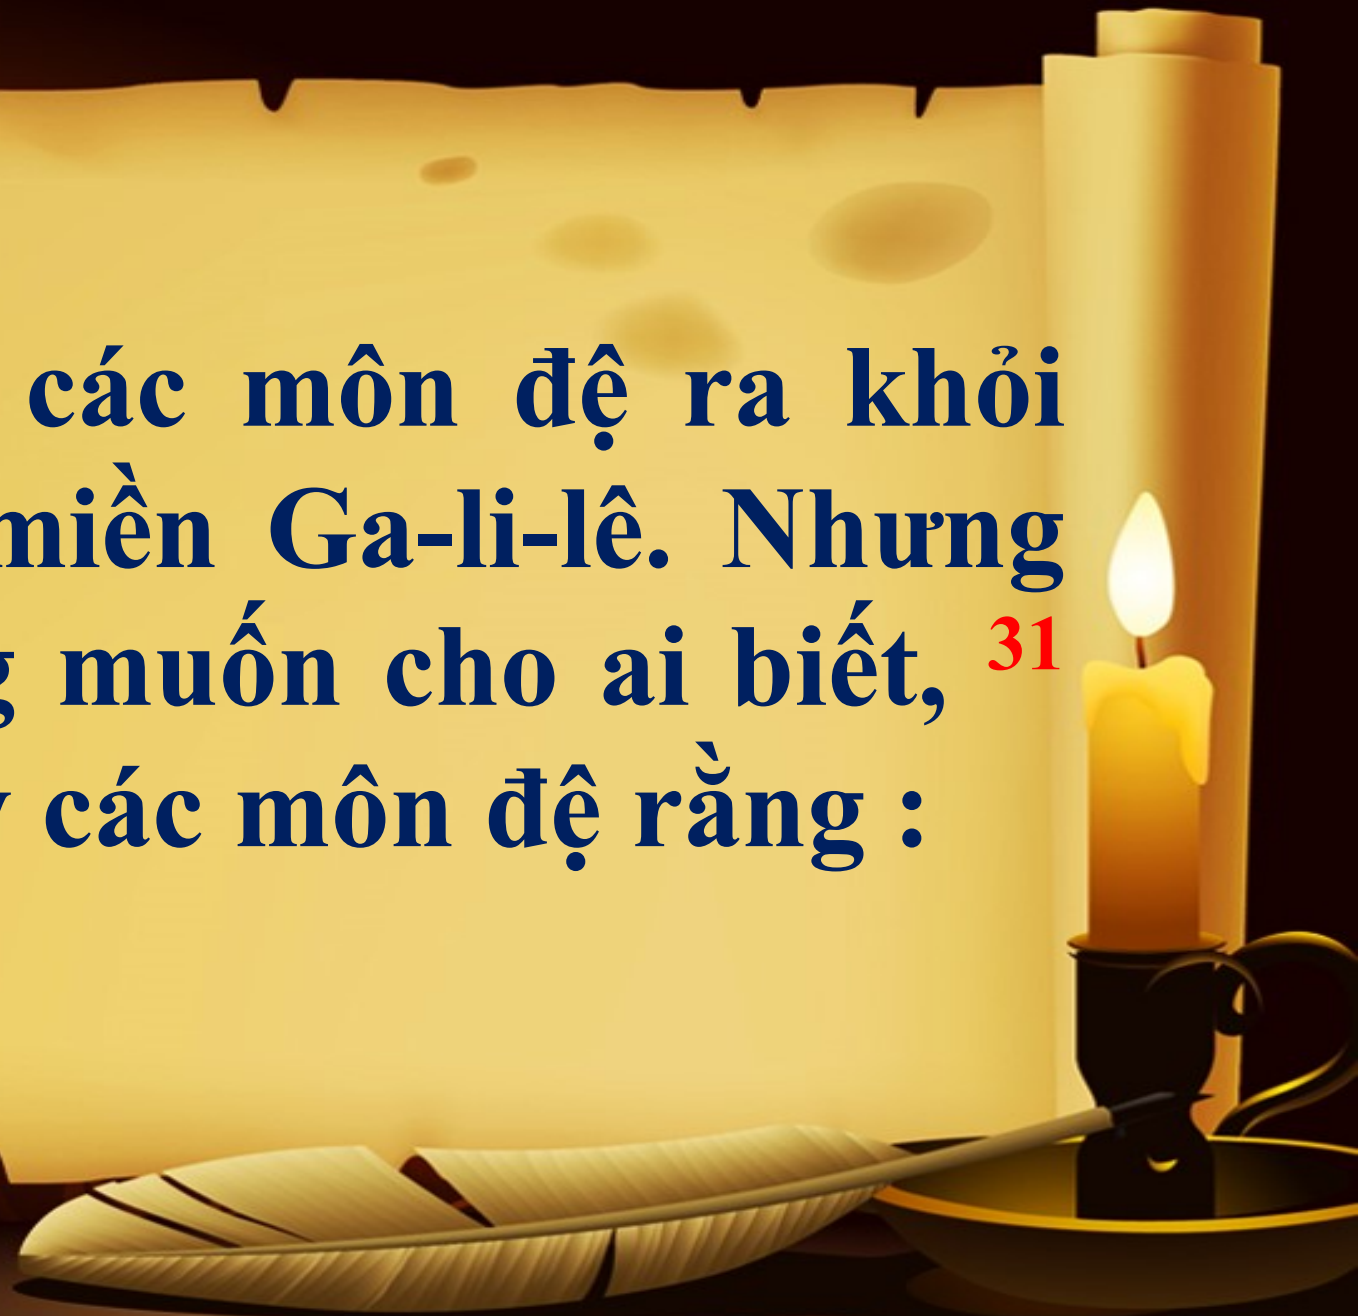 các môn đệ ra khỏi
miền Ga-li-lê. Nhưng
muốn cho ai biết, 31
các môn đệ rằng :